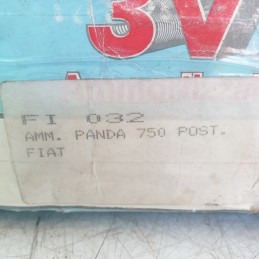 3V
FI 032
AMM. PANDA 750 POST.
FIAT